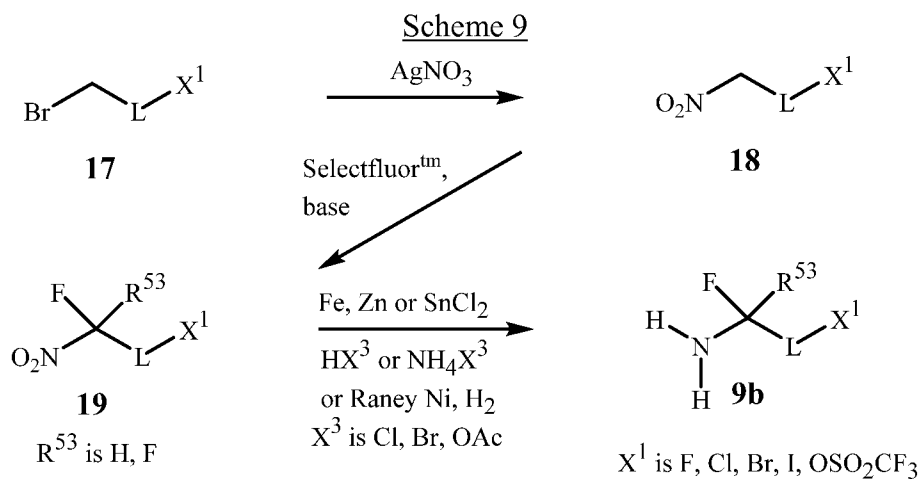 Scheme 9
AgNO3
Br L X1
O2N L X1
17
18
Selectfluor™,
base
F R53
O2N L X1
Fe, Zn or SnCl2
HX3 or NH4X3
or Raney Ni, H2
X3 is Cl, Br, OAc
F R53
H N L X1
H
19
9b
R53 is H, F
X1 is F, Cl, Br, I, OSO2CF3